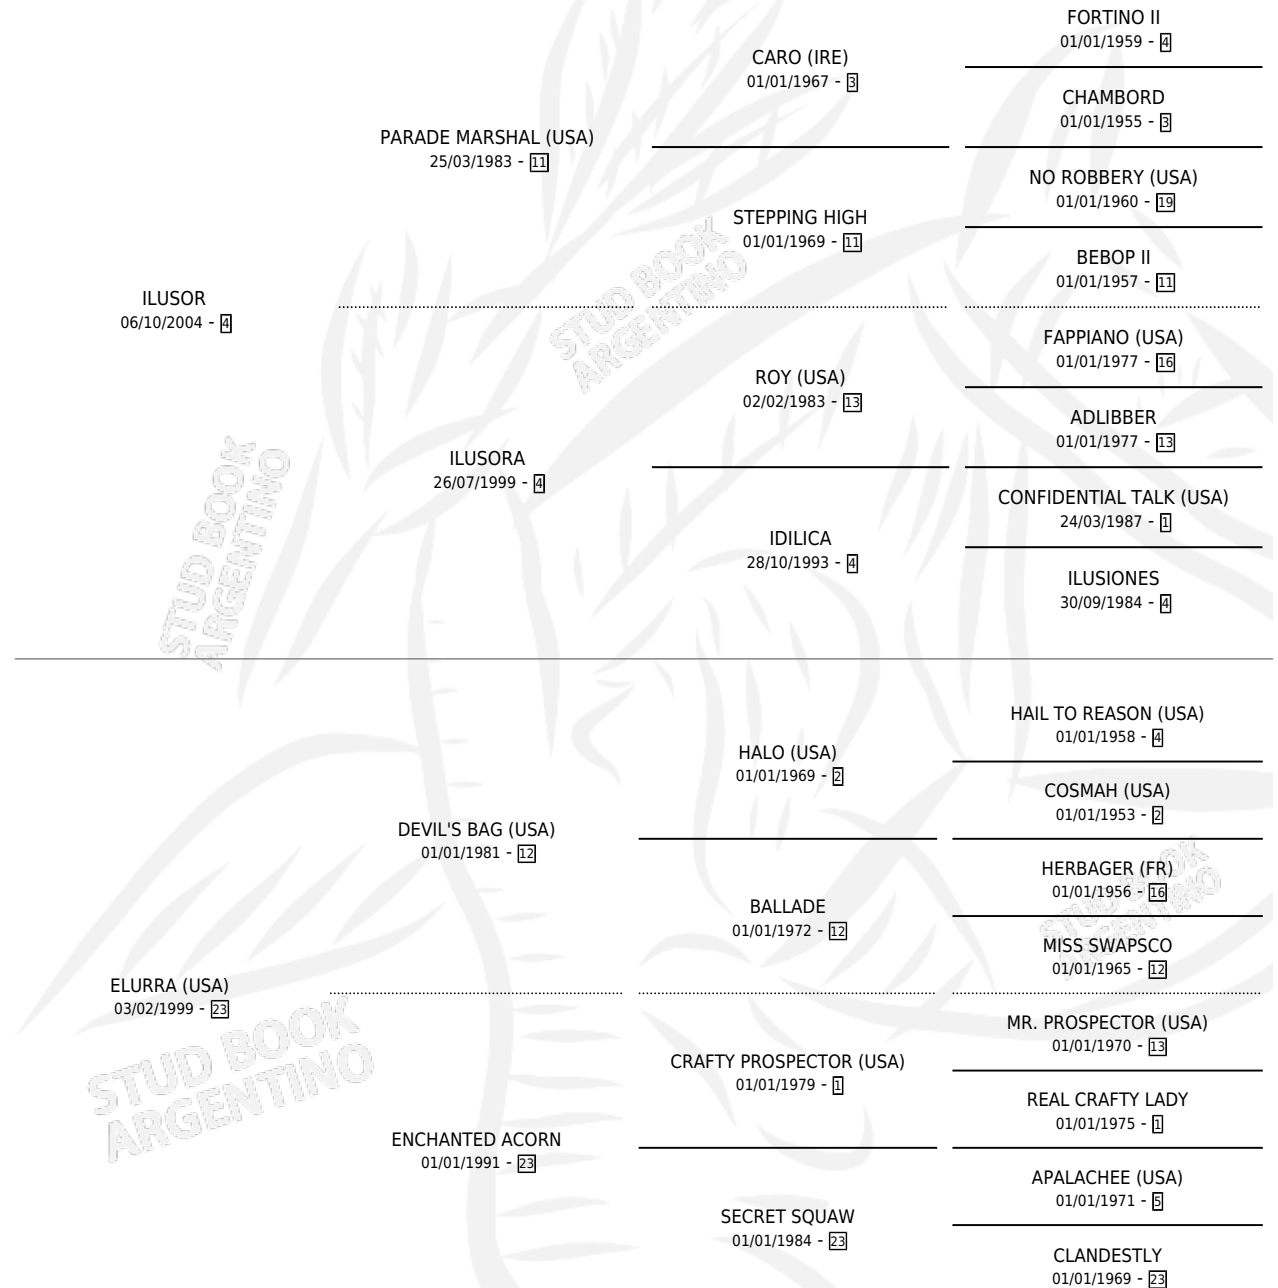 FORTINO II
01/01/1959 - 4
CARO (IRE)
01/01/1967 - 3
CHAMBORD
01/01/1955 - 3
PARADE MARSHAL (USA)
25/03/1983 - 11
NO ROBBERY (USA)
01/01/1960 - 19
STEPPING HIGH
01/01/1969 - 11
BEBOP II
01/01/1957 - 11
ILUSOR
06/10/2004 - 4
FAPPIANO (USA)
01/01/1977 - 16
ROY (USA)
02/02/1983 - 13
ADLIBBER
01/01/1977 - 13
ILUSORA
26/07/1999 - 4
CONFIDENTIAL TALK (USA)
24/03/1987 - 1
IDILICA
28/10/1993 - 4
ILUSIONES
30/09/1984 - 4
HAIL TO REASON (USA)
01/01/1958 - 4
HALO (USA)
01/01/1969 - 2
COSMAH (USA)
01/01/1953 - 2
DEVIL'S BAG (USA)
01/01/1981 - 12
HERBAGER (FR)
01/01/1956 - 16
BALLADE
01/01/1972 - 12
MISS SWAPSCO
01/01/1965 - 12
ELURRA (USA)
03/02/1999 - 23
MR. PROSPECTOR (USA)
01/01/1970 - 13
CRAFTY PROSPECTOR (USA)
01/01/1979 - 1
REAL CRAFTY LADY
01/01/1975 - 1
ENCHANTED ACORN
01/01/1991 - 23
APALACHEE (USA)
01/01/1971 - 5
SECRET SQUAW
01/01/1984 - 23
CLANDESTLY
01/01/1969 - 23
STUD BOOK
ARGENTINO
STUD BOOK
ARGENTINO
STUD BOOK
ARGENTINO
STUD BOOK
ARGENTINO